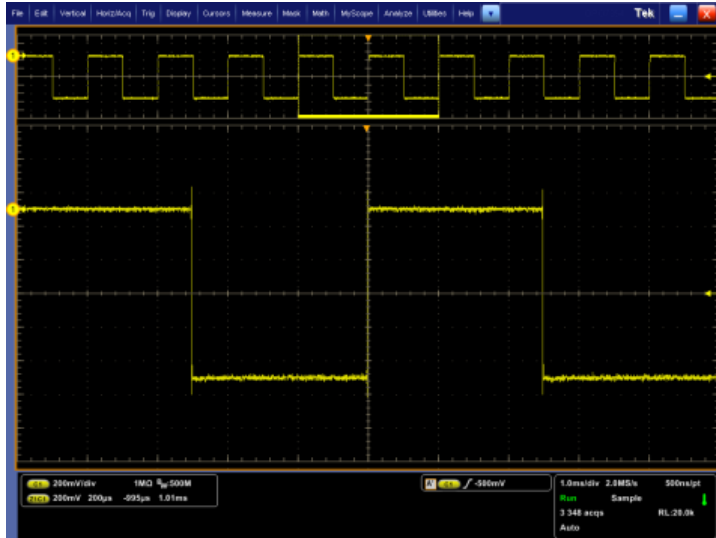 File Edit Vertical Horiz/Acq Trig Display Cursors Measure Mask Math MyScope Analyze Utilities Help Tek
1
1
C1 200mV/div 1MΩ BW:500M
Z1C1 200mV 200µs -995µs 1.01ms
A' C1 -500mV
1.0ms/div 2.0MS/s 500ns/pt
Run Sample
3 348 acqs RL:20.0k
Auto